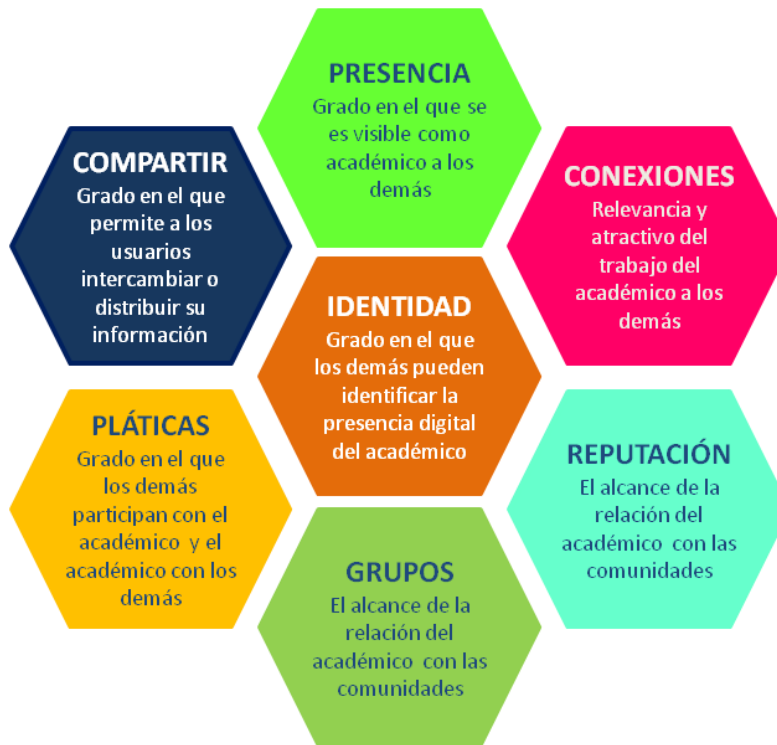 PRESENCIA
Grado en el que se
es visible como
académico a los
demás
COMPARTIR
Grado en el que
permite a los
usuarios
intercambiar o
distribuir su
información
CONEXIONES
Relevancia y
atractivo del
trabajo del
académico a los
demás
IDENTIDAD
Grado en el que
los demás pueden
identificar la
presencia digital
del académico
PLÁTICAS
Grado en el que
los demás
participan con el
académico y el
académico con los
demás
REPUTACIÓN
El alcance de la
relación del
académico con las
comunidades
GRUPOS
El alcance de la
relación del
académico con las
comunidades